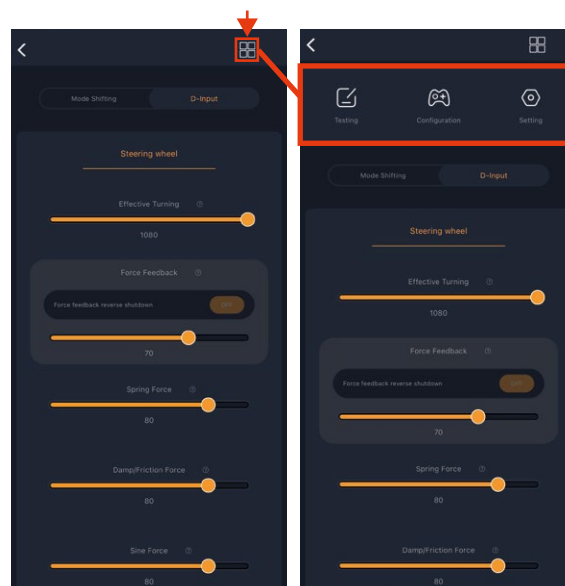 Mode Shifting
D-Input
Steering wheel
Effective Turning
1080
Force Feedback
Force feedback reverse shutdown
OFF
70
Spring Force
80
Damp/Friction Force
80
Sine Force
80
Testing
Configuration
Setting
Mode Shifting
D-Input
Steering wheel
Effective Turning
1080
Force Feedback
Force feedback reverse shutdown
OFF
70
Spring Force
80
Damp/Friction Force
80